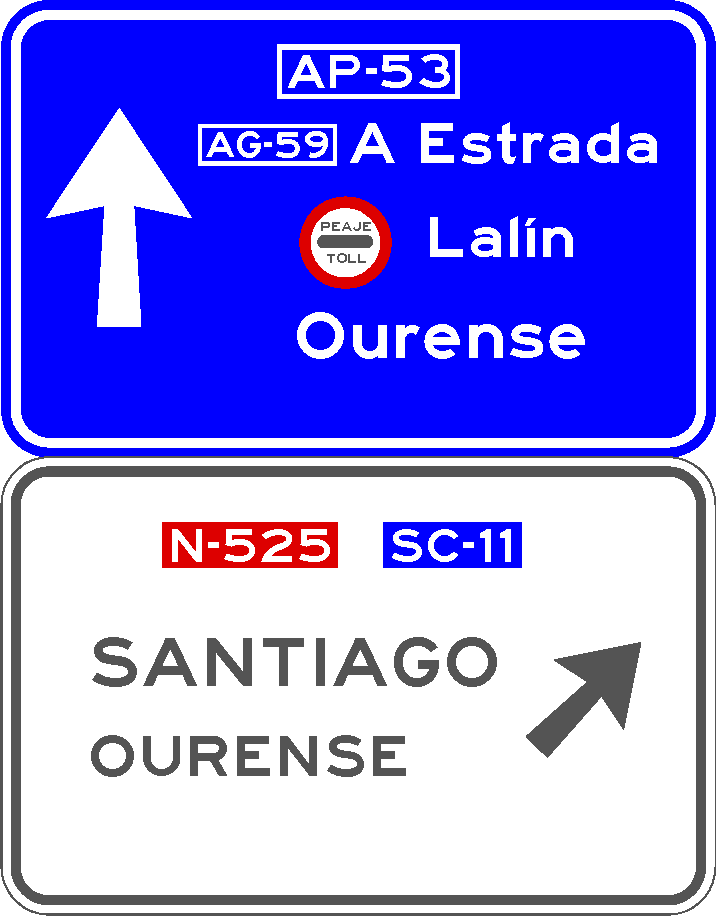 AP-53
AG-59 A Estrada
PEAJE
TOLL
Lalín
Ourense
N-525 SC-11
SANTIAGO
OURENSE